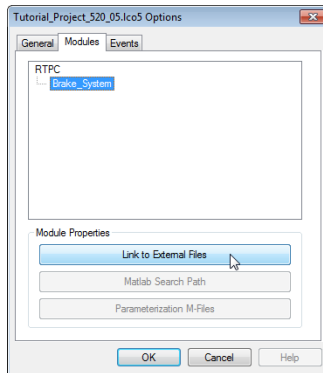 Tutorial_Project_520_05.lco5 Options
General Modules Events
RTPC
Brake_System
Module Properties
Link to External Files
Matlab Search Path
Parameterization M-Files
OK Cancel Help